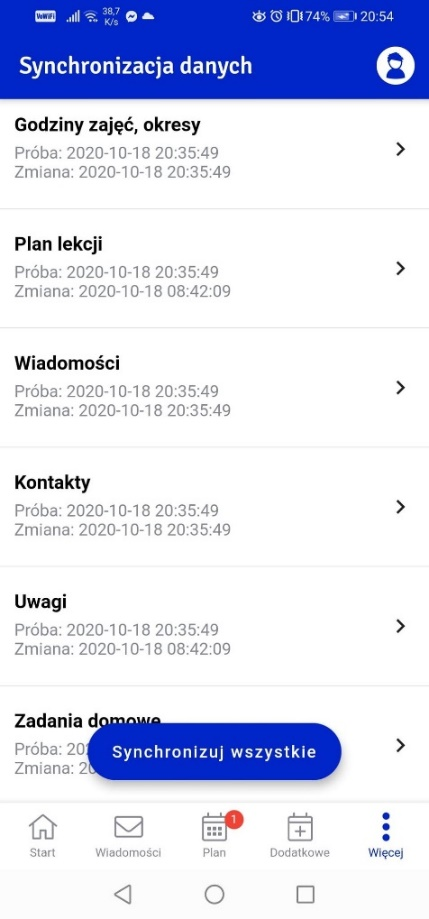 VoWiFi 38,7 K/s 74% 20:54
Synchronizacja danych
Godziny zajęć, okresy
Próba: 2020-10-18 20:35:49
Zmiana: 2020-10-18 20:35:49
Plan lekcji
Próba: 2020-10-18 20:35:49
Zmiana: 2020-10-18 08:42:09
Wiadomości
Próba: 2020-10-18 20:35:49
Zmiana: 2020-10-18 20:35:49
Kontakty
Próba: 2020-10-18 20:35:49
Zmiana: 2020-10-18 20:35:49
Uwagi
Próba: 2020-10-18 20:35:49
Zmiana: 2020-10-18 08:42:09
Zadania domowe
Próba:
Zmiana:
Synchronizuj wszystkie
1
Start Wiadomości Plan Dodatkowe Więcej